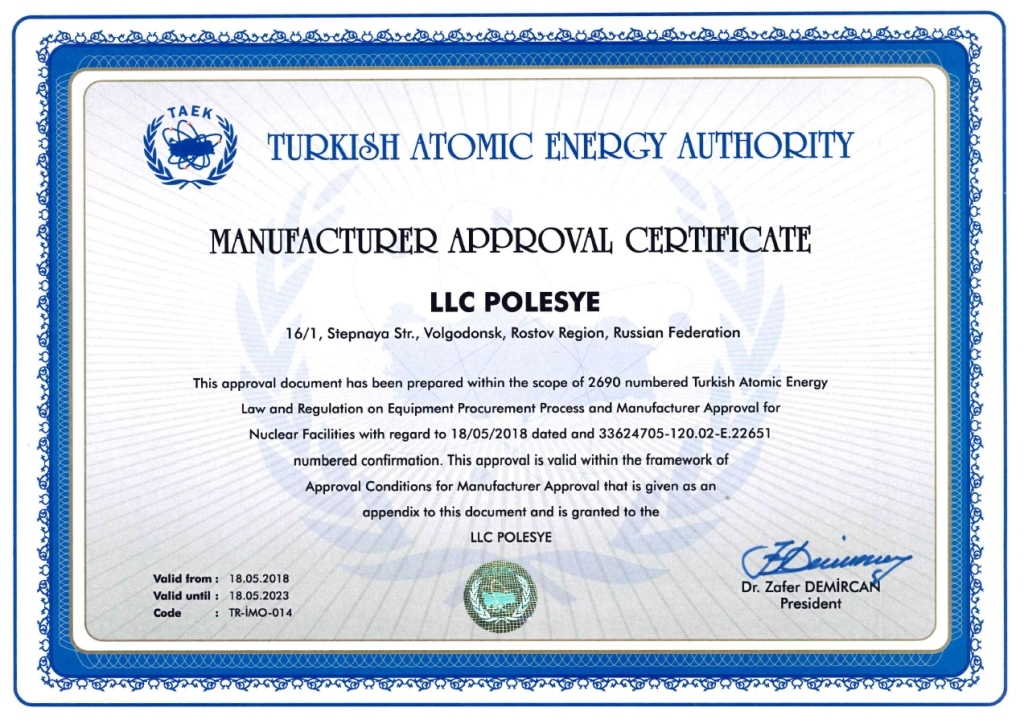 TAEK
TURKISH ATOMIC ENERGY AUTHORITY
MANUFACTURER APPROVAL CERTIFICATE
LLC POLESYE
16/1, Stepnaya Str., Volgodonsk, Rostov Region, Russian Federation
This approval document has been prepared within the scope of 2690 numbered Turkish Atomic Energy
Law and Regulation on Equipment Procurement Process and Manufacturer Approval for
Nuclear Facilities with regard to 18/05/2018 dated and 33624705-120.02-E.22651
numbered confirmation. This approval is valid within the framework of
Approval Conditions for Manufacturer Approval that is given as an
appendix to this document and is granted to the
LLC POLESYE
Valid from : 18.05.2018
Valid until : 18.05.2023
Code : TR-İMO-014
Dr. Zafer DEMİRCAN
President